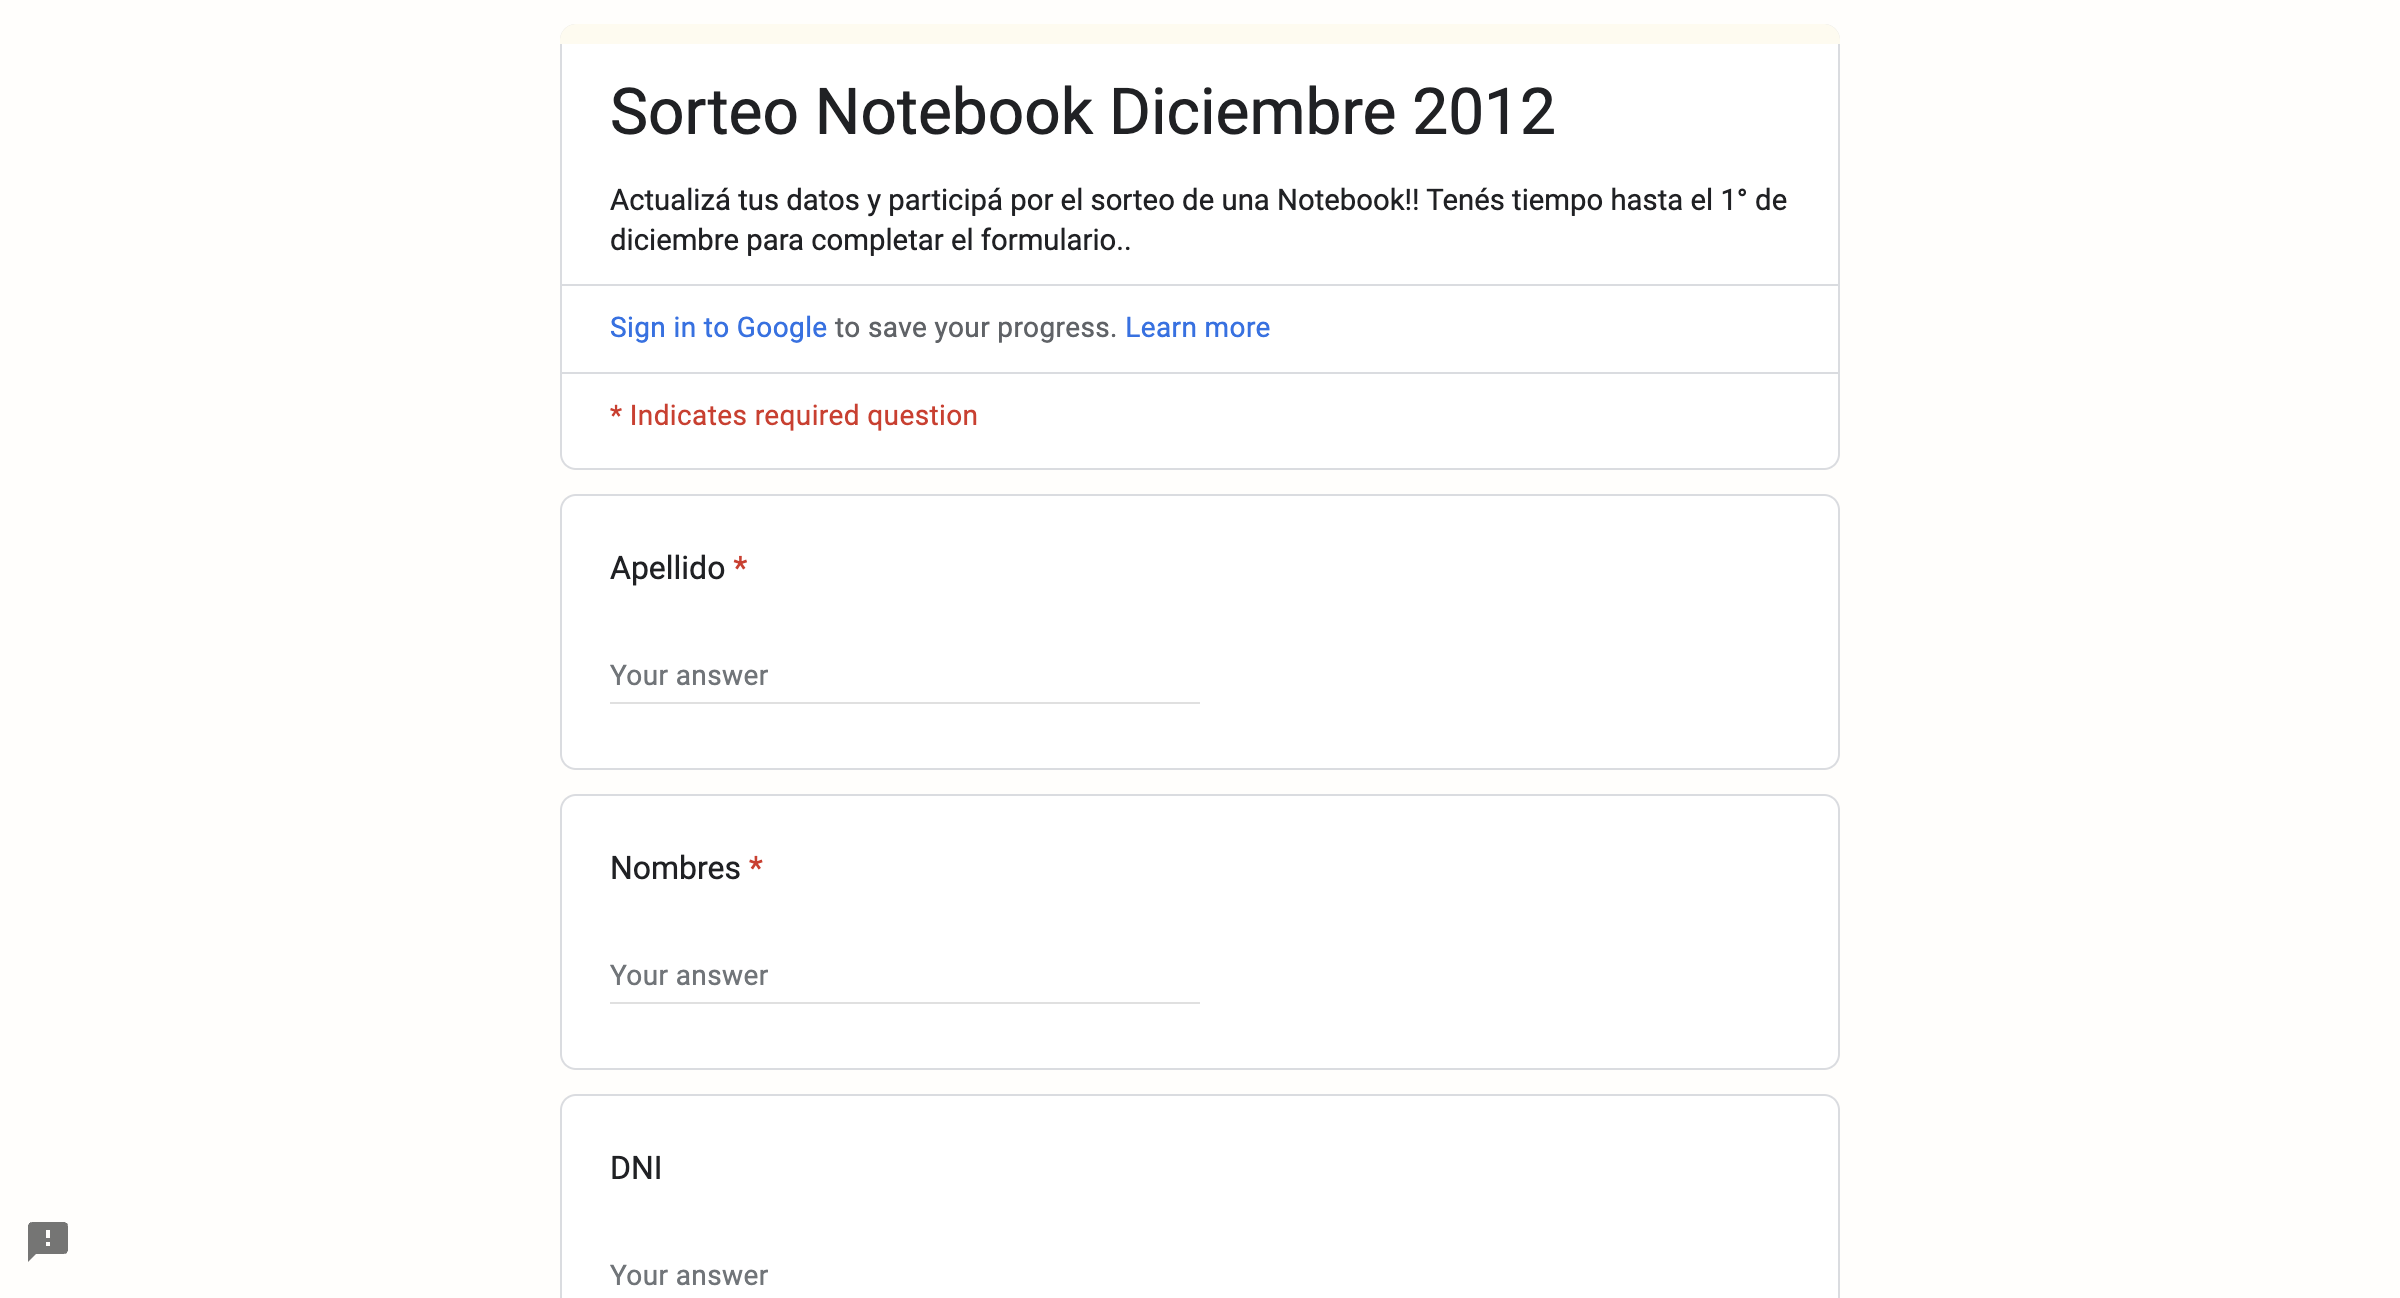 Sorteo Notebook Diciembre 2012
Actualizá tus datos y participá por el sorteo de una Notebook!! Tenés tiempo hasta el 1° de
diciembre para completar el formulario..
Sign in to Google to save your progress. Learn more
* Indicates required question
Apellido *
Your answer
Nombres *
Your answer
DNI
Your answer